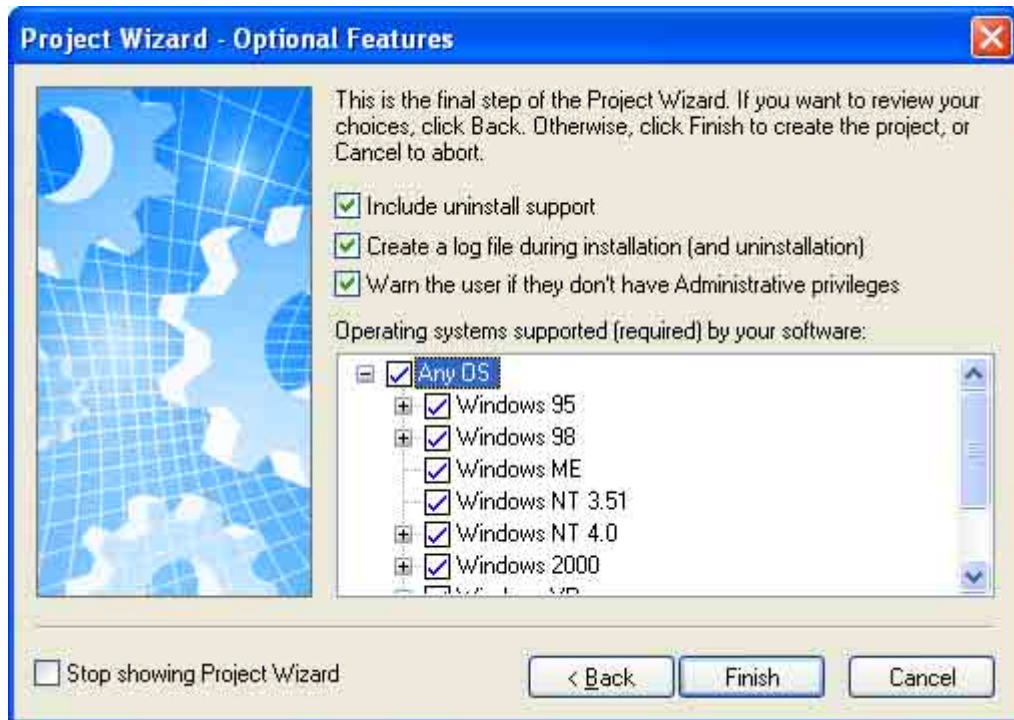 Project Wizard - Optional Features
This is the final step of the Project Wizard. If you want to review your
choices, click Back. Otherwise, click Finish to create the project, or
Cancel to abort.
Include uninstall support
Create a log file during installation (and uninstallation)
Warn the user if they don't have Administrative privileges
Operating systems supported (required) by your software:
Any OS
Windows 95
Windows 98
Windows ME
Windows NT 3.51
Windows NT 4.0
Windows 2000
Stop showing Project Wizard
< Back
Finish
Cancel